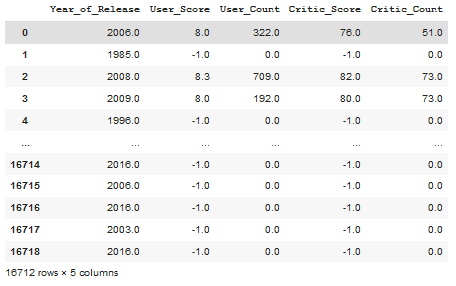 Year_of_Release User_Score User_Count Critic_Score Critic_Count
0 2006.0 8.0 322.0 76.0 51.0
1 1985.0 -1.0 0.0 -1.0 0.0
2 2008.0 8.3 709.0 82.0 73.0
3 2009.0 8.0 192.0 80.0 73.0
4 1996.0 -1.0 0.0 -1.0 0.0
... ... ... ... ... ...
16714 2016.0 -1.0 0.0 -1.0 0.0
16715 2006.0 -1.0 0.0 -1.0 0.0
16716 2016.0 -1.0 0.0 -1.0 0.0
16717 2003.0 -1.0 0.0 -1.0 0.0
16718 2016.0 -1.0 0.0 -1.0 0.0
16712 rows × 5 columns